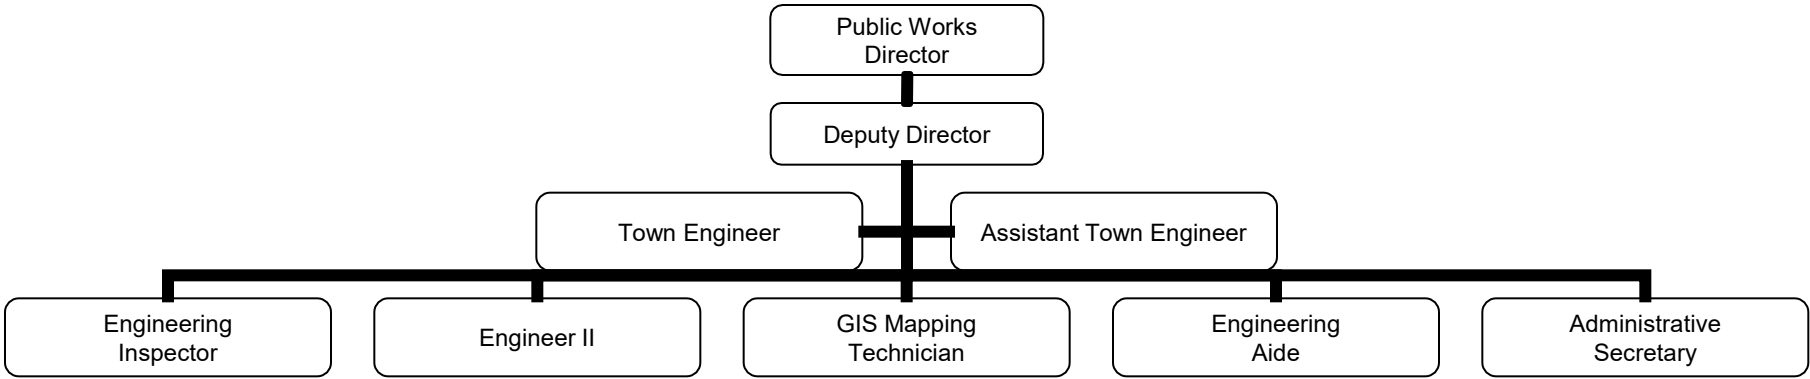 Public Works
Director
Deputy Director
Town Engineer
Assistant Town Engineer
Engineering
Inspector
Engineer II
GIS Mapping
Technician
Engineering
Aide
Administrative
Secretary